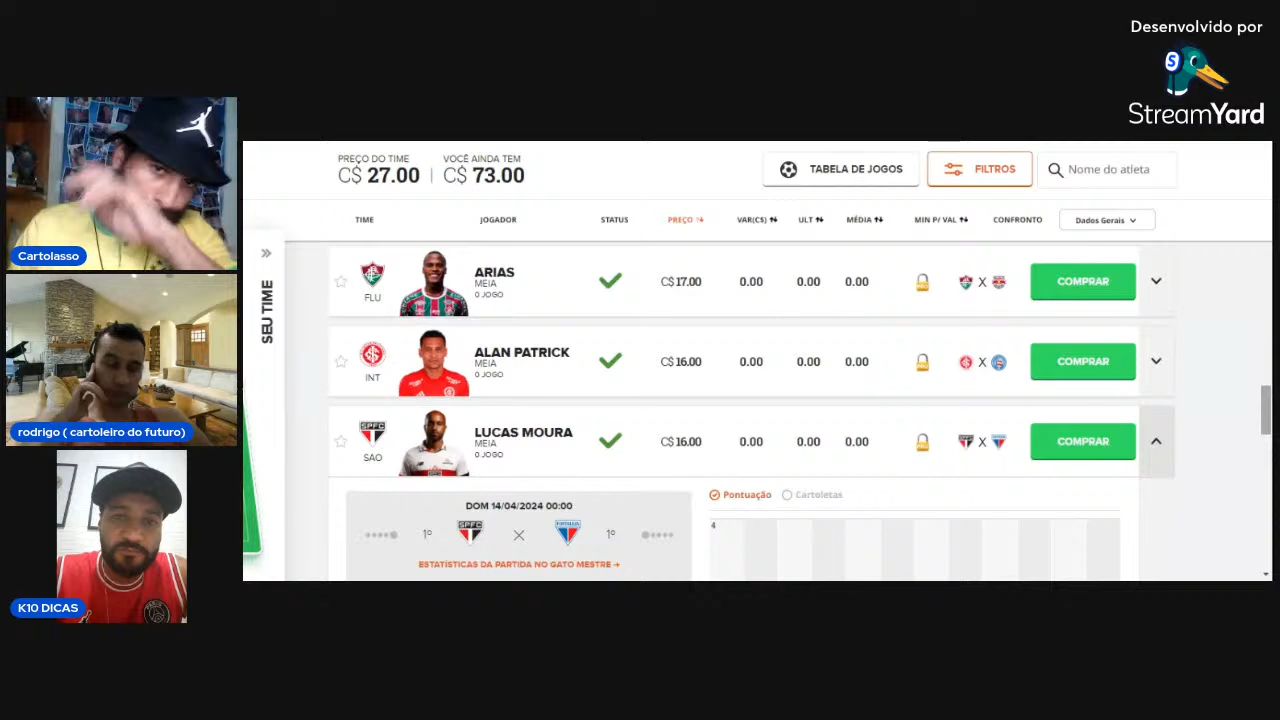 Desenvolvido por
StreamYard
Cartolasso
rodrigo ( cartoleiro do futuro)
K10 DICAS
PREÇO DO TIME
C$ 27.00
VOCÊ AINDA TEM
C$ 73.00
TABELA DE JOGOS
FILTROS
Nome do atleta
TIME JOGADOR STATUS PREÇO VAR(C$) ULT MÉDIA MIN P/ VAL CONFRONTO Dados Gerais
SEU TIME
FLU
ARIAS
MEIA
0 JOGO
C$ 17.00 0.00 0.00 0.00 X COMPRAR
INT
ALAN PATRICK
MEIA
0 JOGO
C$ 16.00 0.00 0.00 0.00 X COMPRAR
SPFC
SAO
LUCAS MOURA
MEIA
0 JOGO
C$ 16.00 0.00 0.00 0.00 X COMPRAR
DOM 14/04/2024 00:00
1º SPFC X FORTALEZA 1º
ESTATÍSTICAS DA PARTIDA NO GATO MESTRE →
Pontuação Cartoletas
4